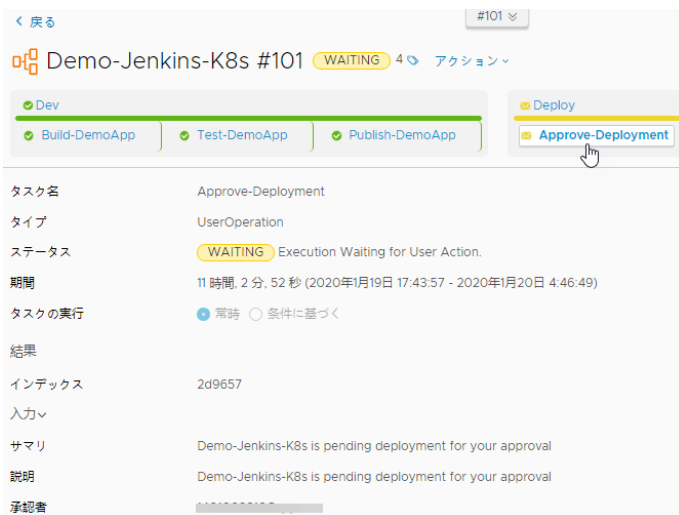 戻る
#101
Demo-Jenkins-K8s #101 WAITING 4 アクション
Dev
Deploy
Build-DemoApp Test-DemoApp Publish-DemoApp
Approve-Deployment
タスク名 Approve-Deployment
タイプ UserOperation
ステータス WAITING Execution Waiting for User Action.
期間 11 時間, 2 分, 52 秒 (2020年1月19日 17:43:57 - 2020年1月20日 4:46:49)
タスクの実行 常時 条件に基づく
結果
インデックス 2d9657
入力
サマリ Demo-Jenkins-K8s is pending deployment for your approval
説明 Demo-Jenkins-K8s is pending deployment for your approval
承認者